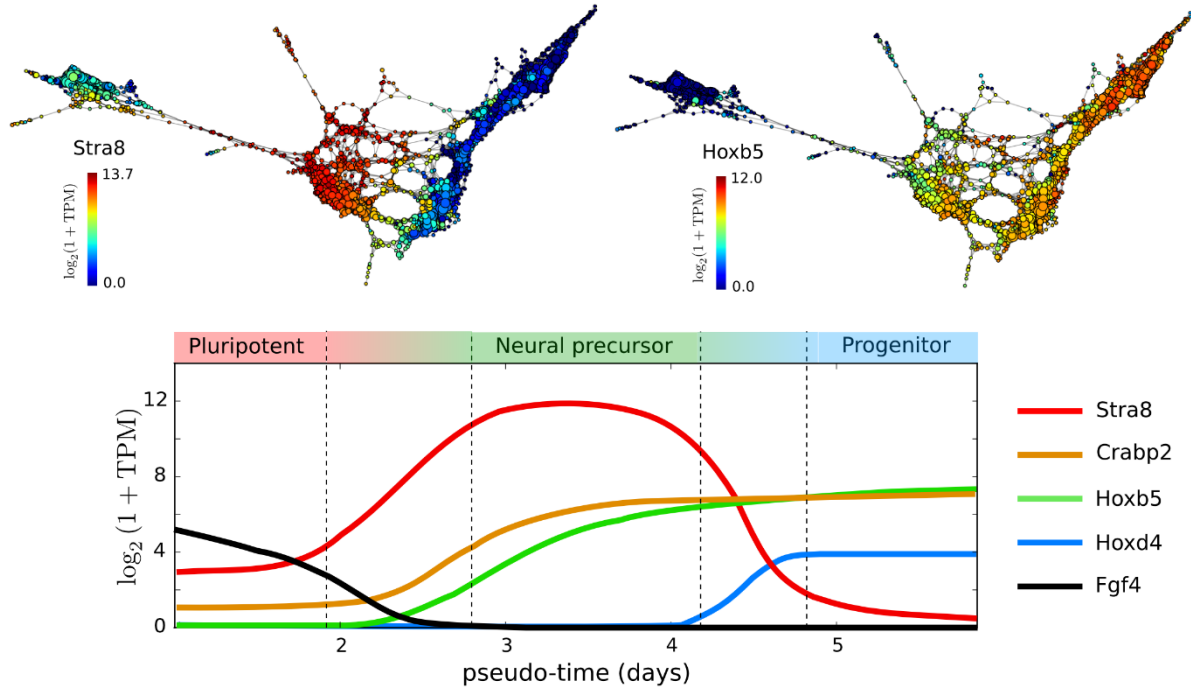 Stra8
13.7
log₂(1 + TPM)
0.0
Hoxb5
12.0
log₂(1 + TPM)
0.0
Pluripotent
Neural precursor
Progenitor
12
8
4
0
log₂(1 + TPM)
2
3
4
5
pseudo-time (days)
Stra8
Crabp2
Hoxb5
Hoxd4
Fgf4